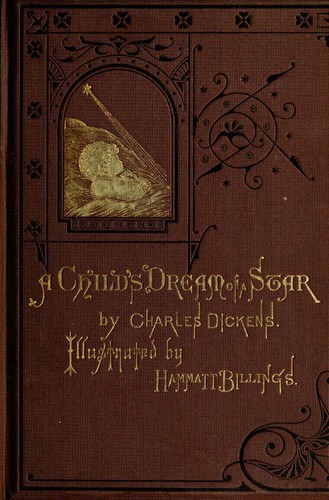 A CHILD'S DREAM OF A STAR
by CHARLES DICKENS.
Illustrated by
HAMMATT BILLINGS.